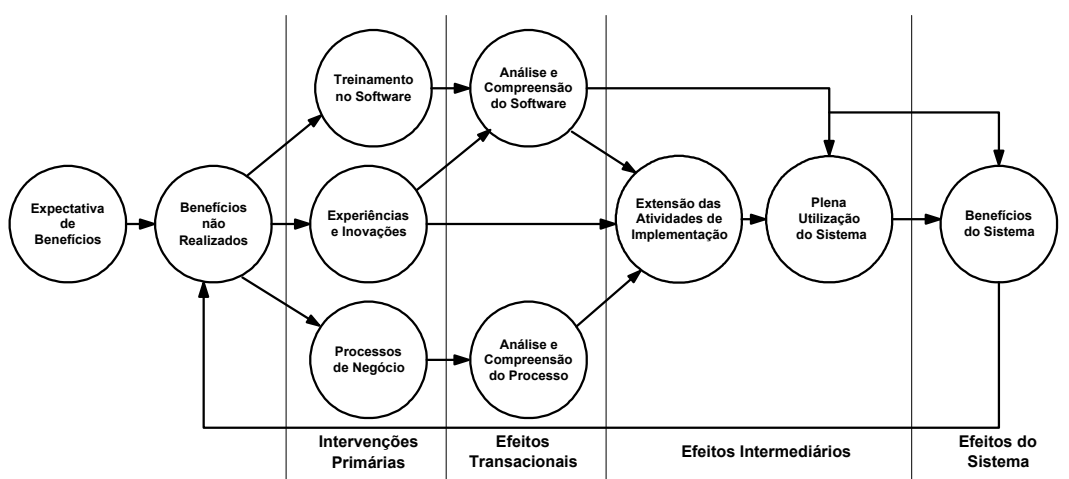 Expectativa
de
Benefícios
Benefícios
não
Realizados
Treinamento
no Software
Experiências
e Inovações
Processos
de Negócio
Análise e
Compreensão
do Software
Análise e
Compreensão
do Processo
Extensão das
Atividades de
Implementação
Plena
Utilização
do Sistema
Benefícios
do Sistema
Intervenções
Primárias
Efeitos
Transacionais
Efeitos Intermediários
Efeitos do
Sistema